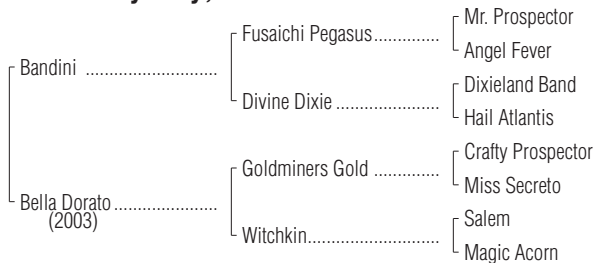 Mr. Prospector
Fusaichi Pegasus...............
Angel Fever
Bandini ..............................
Dixieland Band
Divine Dixie .......................
Hail Atlantis
Crafty Prospector
Goldminers Gold ...............
Miss Secreto
Bella Dorato .......................
(2003)
Salem
Witchkin..............................
Magic Acorn